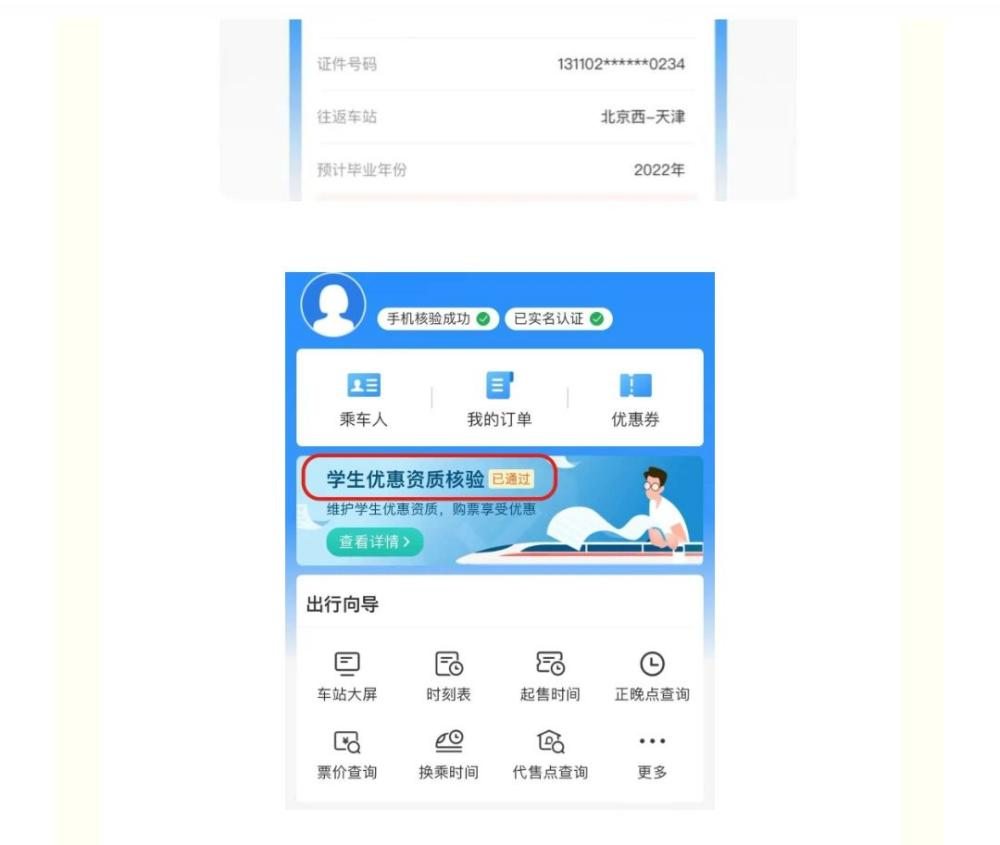 证件号码 131102******0234
往返车站 北京西-天津
预计毕业年份 2022年
手机核验成功 已实名认证
乘车人 我的订单 优惠券
学生优惠资质核验 已通过
维护学生优惠资质，购票享受优惠
查看详情 >
出行向导
车站大屏 时刻表 起售时间 正晚点查询
票价查询 换乘时间 代售点查询 更多